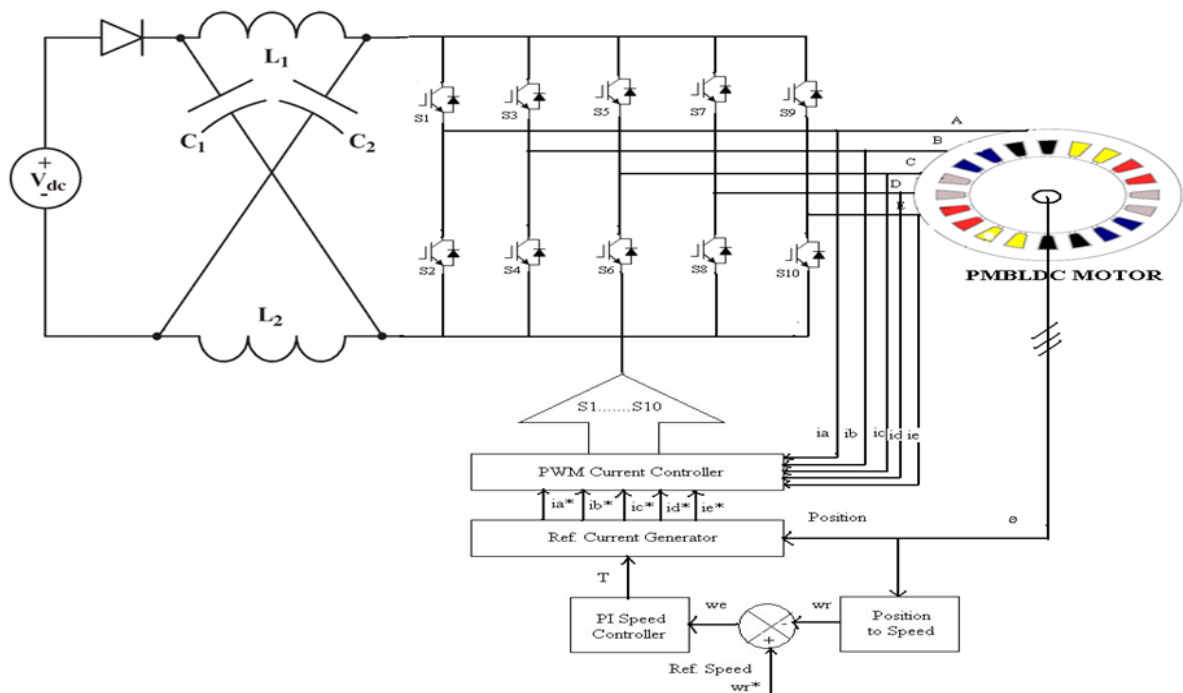 L1
C1
C2
+
Vdc
-
L2
S1
S3
S5
S7
S9
S2
S4
S6
S8
S10
A
B
C
D
E
PMBLDC MOTOR
S1.......S10
ia
ib
ic
id
ie
PWM Current Controller
ia*
ib*
ic*
id*
ie*
Ref. Current Generator
Position
θ
T
PI Speed
Controller
we
-
+
wr
Position
to Speed
Ref. Speed
wr*